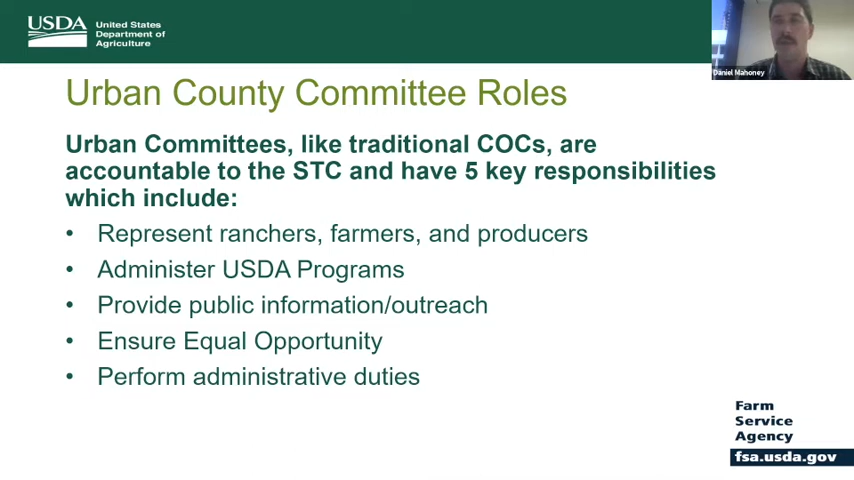 USDA
United States
Department of
Agriculture
Daniel Mahoney
Urban County Committee Roles
Urban Committees, like traditional COCs, are
accountable to the STC and have 5 key responsibilities
which include:
• Represent ranchers, farmers, and producers
• Administer USDA Programs
• Provide public information/outreach
• Ensure Equal Opportunity
• Perform administrative duties
Farm
Service
Agency
fsa.usda.gov